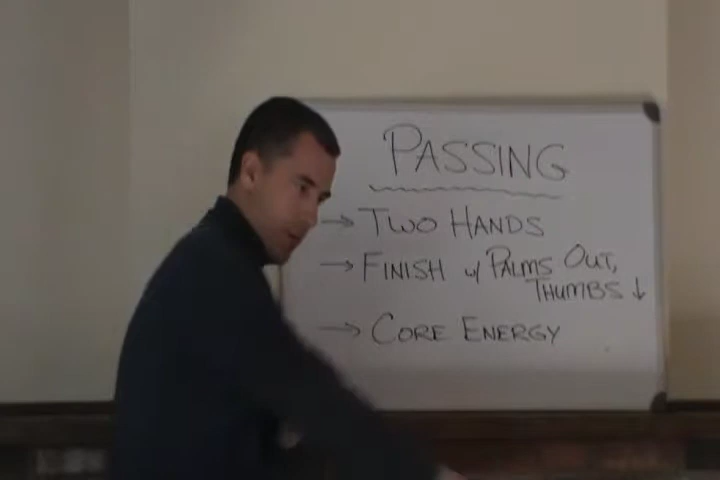 PASSING
→ TWO HANDS
→ FINISH w/ PALMS OUT,
THUMBS ↓
→ CORE ENERGY